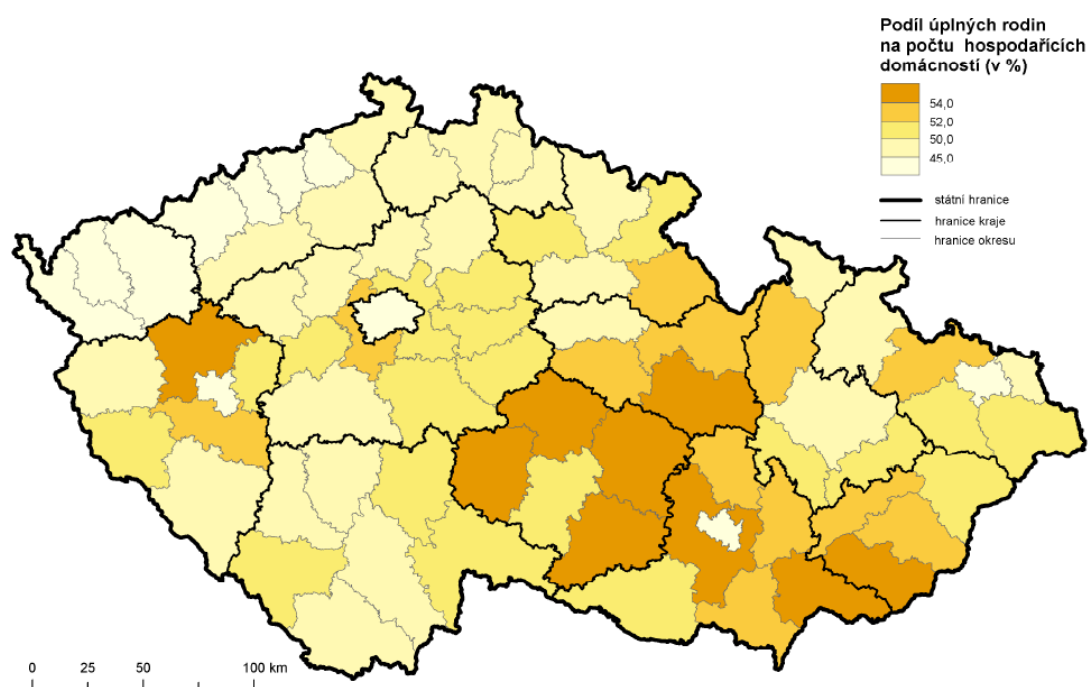 Podíl úplných rodin
na počtu hospodařících
domácností (v %)
54,0
52,0
50,0
45,0
státní hranice
hranice kraje
hranice okresu
0 25 50 100 km